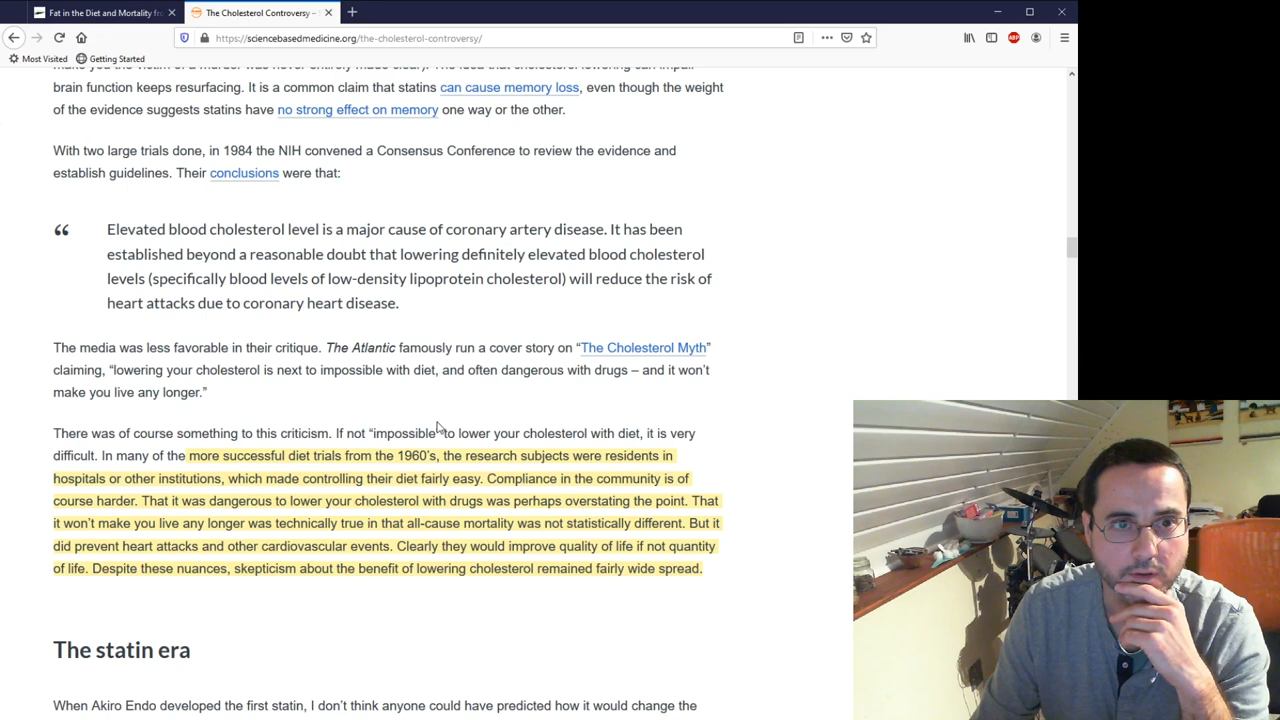 Fat in the Diet and Mortality fr
The Cholesterol Controversy –
https://sciencebasedmedicine.org/the-cholesterol-controversy/
ABP
Most Visited
Getting Started
brain function keeps resurfacing. It is a common claim that statins can cause memory loss, even though the weight
of the evidence suggests statins have no strong effect on memory one way or the other.
With two large trials done, in 1984 the NIH convened a Consensus Conference to review the evidence and
establish guidelines. Their conclusions were that:
“ Elevated blood cholesterol level is a major cause of coronary artery disease. It has been
established beyond a reasonable doubt that lowering definitely elevated blood cholesterol
levels (specifically blood levels of low-density lipoprotein cholesterol) will reduce the risk of
heart attacks due to coronary heart disease.
The media was less favorable in their critique. The Atlantic famously run a cover story on “The Cholesterol Myth”
claiming, “lowering your cholesterol is next to impossible with diet, and often dangerous with drugs – and it won’t
make you live any longer.”
There was of course something to this criticism. If not “impossible” to lower your cholesterol with diet, it is very
difficult. In many of the more successful diet trials from the 1960’s, the research subjects were residents in
hospitals or other institutions, which made controlling their diet fairly easy. Compliance in the community is of
course harder. That it was dangerous to lower your cholesterol with drugs was perhaps overstating the point. That
it won’t make you live any longer was technically true in that all-cause mortality was not statistically different. But it
did prevent heart attacks and other cardiovascular events. Clearly they would improve quality of life if not quantity
of life. Despite these nuances, skepticism about the benefit of lowering cholesterol remained fairly wide spread.
The statin era
When Akiro Endo developed the first statin, I don’t think anyone could have predicted how it would change the